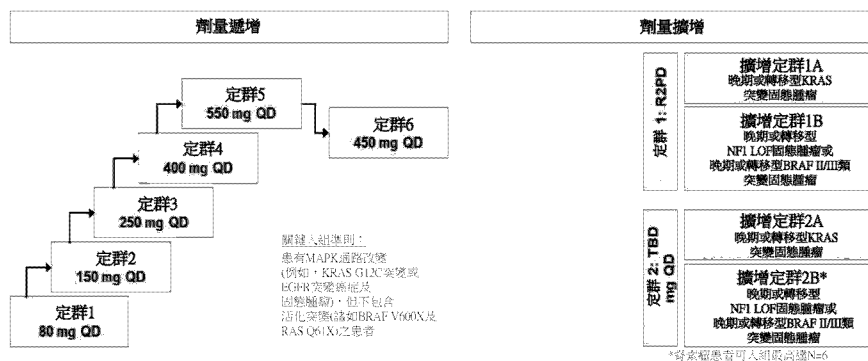 劑量遞增
劑量擴增
定群5
550 mg QD
定群6
450 mg QD
定群4
400 mg QD
定群3
250 mg QD
定群2
150 mg QD
定群1
80 mg QD
關鍵入組準則:
患有MAPK通路改變
(例如,KRAS G12C突變或
EGFR突變癌症及
固態腫瘤),但不包含
活化突變(諸如BRAF V600X及
RAS Q61X)之患者
定群 1: R2PD
擴增定群1A
晚期或轉移型KRAS
突變固態腫瘤
擴增定群1B
晚期或轉移型
NF1 LOF固態腫瘤或
晚期或轉移型BRAF II/III類
突變固態腫瘤
定群 2: TBD
mg QD
擴增定群2A
晚期或轉移型KRAS
突變固態腫瘤
擴增定群2B*
晚期或轉移型
NF1 LOF固態腫瘤或
晚期或轉移型BRAF II/III類
突變固態腫瘤
患者可入組最高達N=6